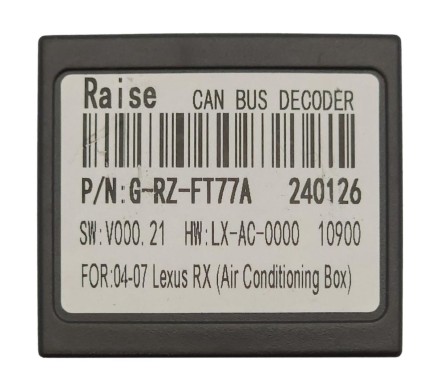 Raise CAN BUS DECODER
P/N:G-RZ-FT77A 240126
SW:V000.21 HW:LX-AC-0000 10900
FOR:04-07 Lexus RX (Air Conditioning Box)